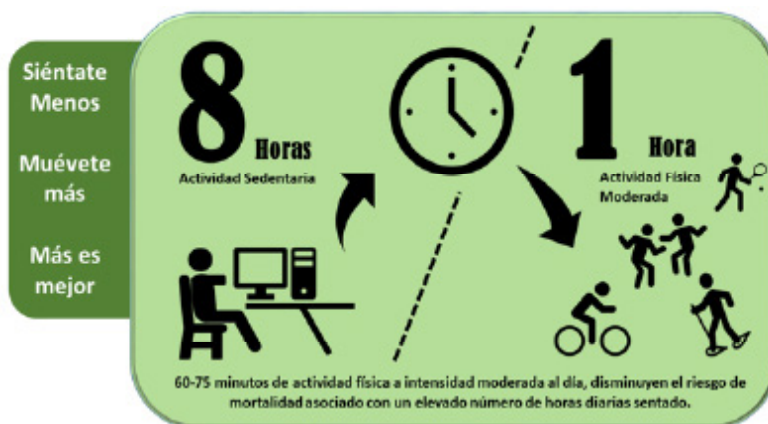 Siéntate
Menos
Muévete
más
Más es
mejor
8
Horas
Actividad Sedentaria
1
Hora
Actividad Física
Moderada
60-75 minutos de actividad física a intensidad moderada al día, disminuyen el riesgo de
mortalidad asociado con un elevado número de horas diarias sentado.